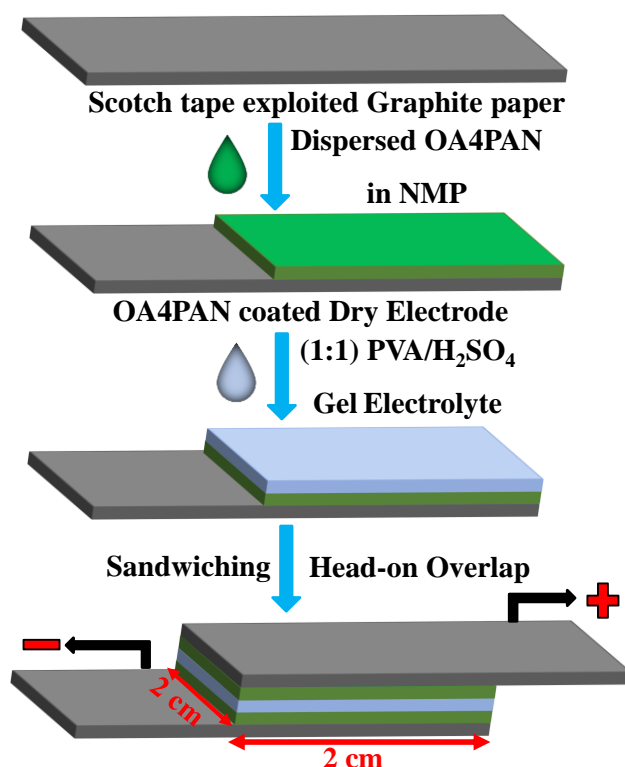 Scotch tape exploited Graphite paper
Dispersed OA4PAN
in NMP
OA4PAN coated Dry Electrode
(1:1) PVA/H₂SO₄
Gel Electrolyte
Sandwiching Head-on Overlap
2 cm
2 cm